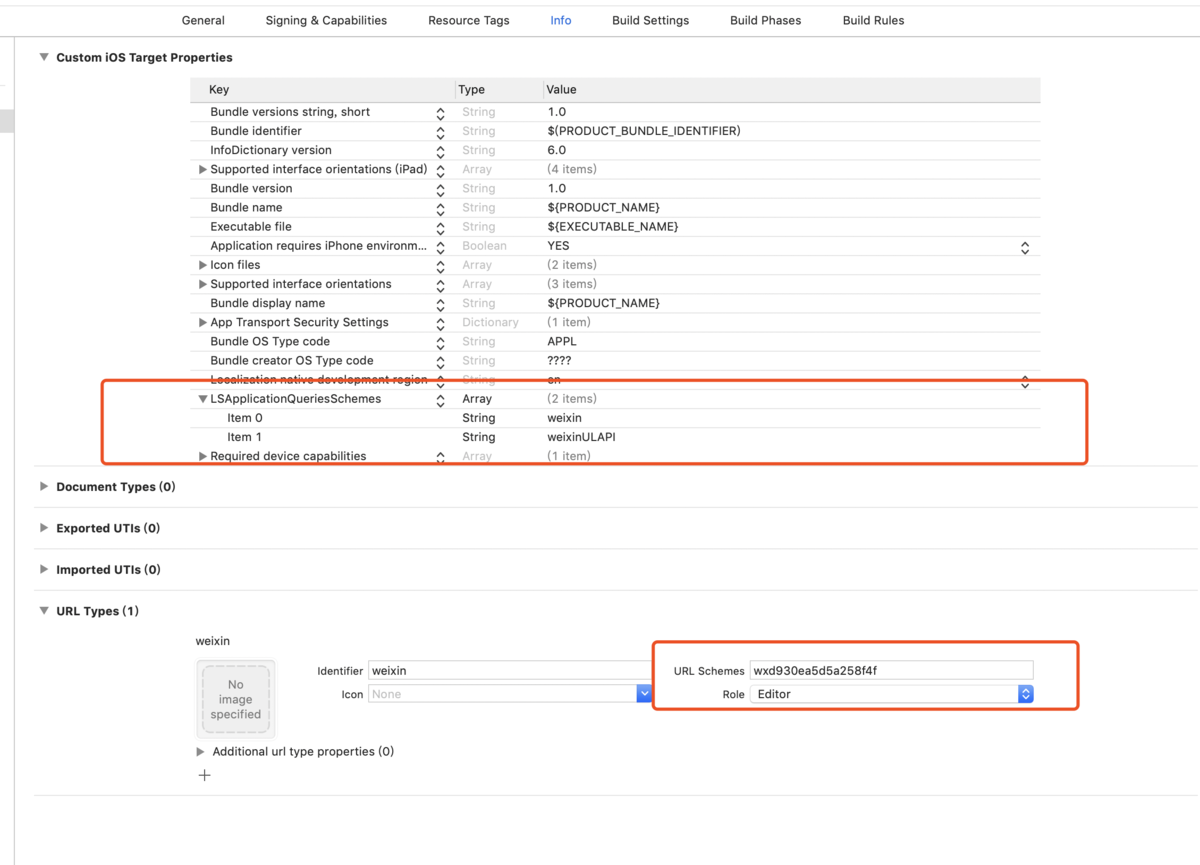 General Signing & Capabilities Resource Tags Info Build Settings Build Phases Build Rules
Custom iOS Target Properties
Key Type Value
Bundle versions string, short String 1.0
Bundle identifier String $(PRODUCT_BUNDLE_IDENTIFIER)
InfoDictionary version String 6.0
Supported interface orientations (iPad) Array (4 items)
Bundle version String 1.0
Bundle name String ${PRODUCT_NAME}
Executable file String ${EXECUTABLE_NAME}
Application requires iPhone environm... Boolean YES
Icon files Array (2 items)
Supported interface orientations Array (3 items)
Bundle display name String ${PRODUCT_NAME}
App Transport Security Settings Dictionary (1 item)
Bundle OS Type code String APPL
Bundle creator OS Type code String ????
Localization native development region String en
LSApplicationQueriesSchemes Array (2 items)
Item 0 String weixin
Item 1 String weixinULAPI
Required device capabilities Array (1 item)
Document Types (0)
Exported UTIs (0)
Imported UTIs (0)
URL Types (1)
weixin
No image specified
Identifier weixin URL Schemes wxd930ea5d5a258f4f
Icon None Role Editor
Additional url type properties (0)